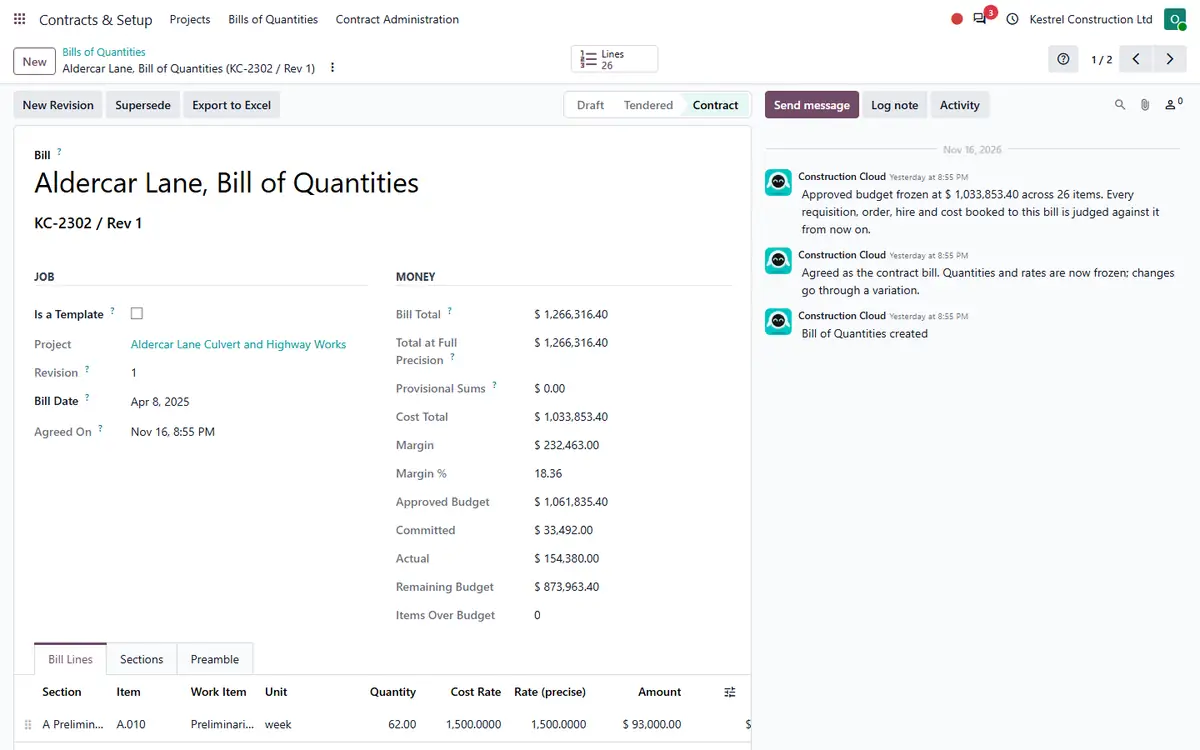 Contracts & Setup Projects Bills of Quantities Contract Administration 3 Kestrel Construction Ltd O
New Bills of Quantities
Aldercar Lane, Bill of Quantities (KC-2302 / Rev 1)
Lines
26
1 / 2
New Revision Supersede Export to Excel Draft Tendered Contract Send message Log note Activity 0
Bill ?
Aldercar Lane, Bill of Quantities
KC-2302 / Rev 1
JOB
Is a Template ?
Project Aldercar Lane Culvert and Highway Works
Revision ? 1
Bill Date ? Apr 8, 2025
Agreed On ? Nov 16, 8:55 PM
MONEY
Bill Total ? $ 1,266,316.40
Total at Full
Precision ? $ 1,266,316.40
Provisional Sums ? $ 0.00
Cost Total $ 1,033,853.40
Margin $ 232,463.00
Margin % 18.36
Approved Budget $ 1,061,835.40
Committed $ 33,492.00
Actual $ 154,380.00
Remaining Budget $ 873,963.40
Items Over Budget 0
Bill Lines Sections Preamble
Section Item Work Item Unit Quantity Cost Rate Rate (precise) Amount
A Prelimin... A.010 Preliminari... week 62.00 1,500.0000 1,500.0000 $ 93,000.00 $
Nov 16, 2026
Construction Cloud Yesterday at 8:55 PM
Approved budget frozen at $ 1,033,853.40 across 26 items. Every
requisition, order, hire and cost booked to this bill is judged against it
from now on.
Construction Cloud Yesterday at 8:55 PM
Agreed as the contract bill. Quantities and rates are now frozen; changes
go through a variation.
Construction Cloud Yesterday at 8:55 PM
Bill of Quantities created